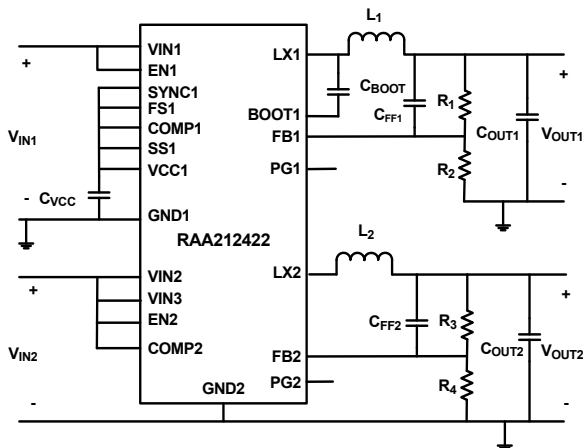 L1
VIN1
LX1
+
EN1
+
SYNC1
CBOOT
R1
FS1
BOOT1
CFF1
VIN1
COMP1
COUT1
VOUT1
FB1
SS1
R2
VCC1
PG1
-
CVCC
-
GND1
RAA212422
L2
VIN2
LX2
+
+
VIN3
CFF2
R3
EN2
COUT2
VOUT2
VIN2
COMP2
FB2
R4
PG2
GND2
-
-